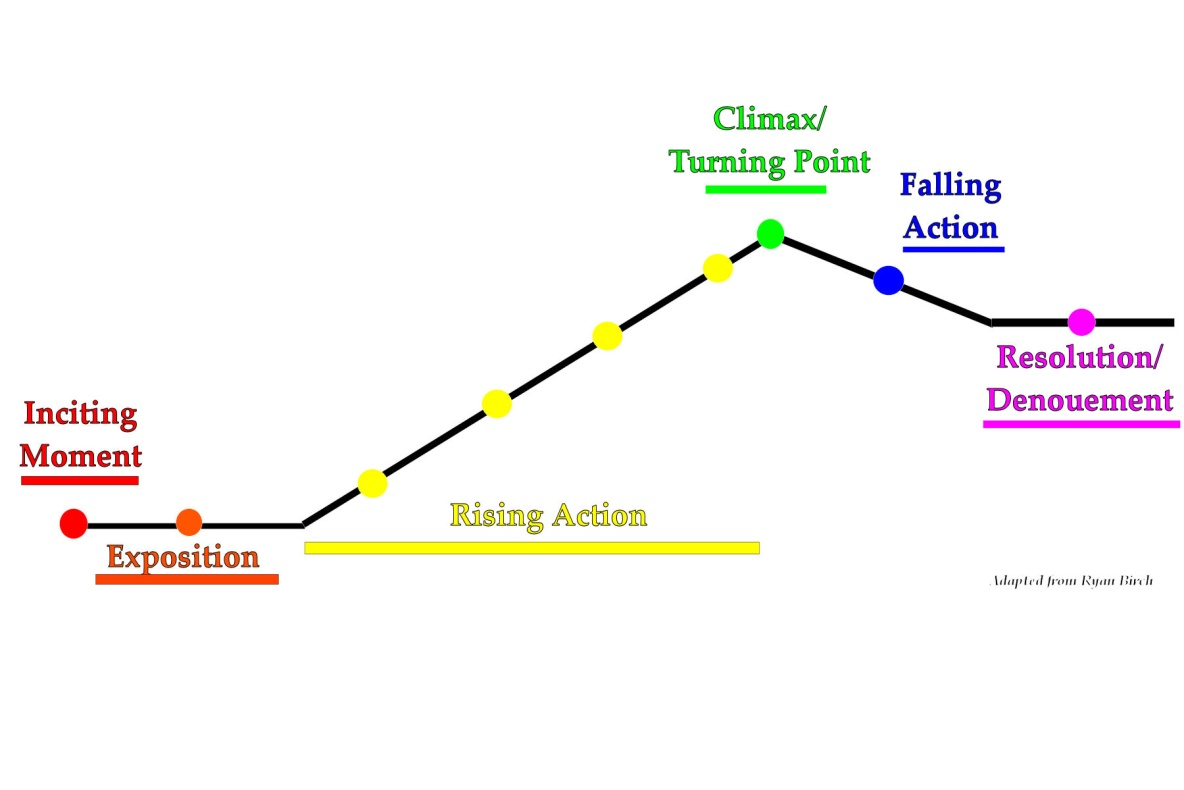 Climax/
Turning Point
Falling
Action
Resolution/
Denouement
Inciting
Moment
Rising Action
Exposition
Adapted from Ryan Birch